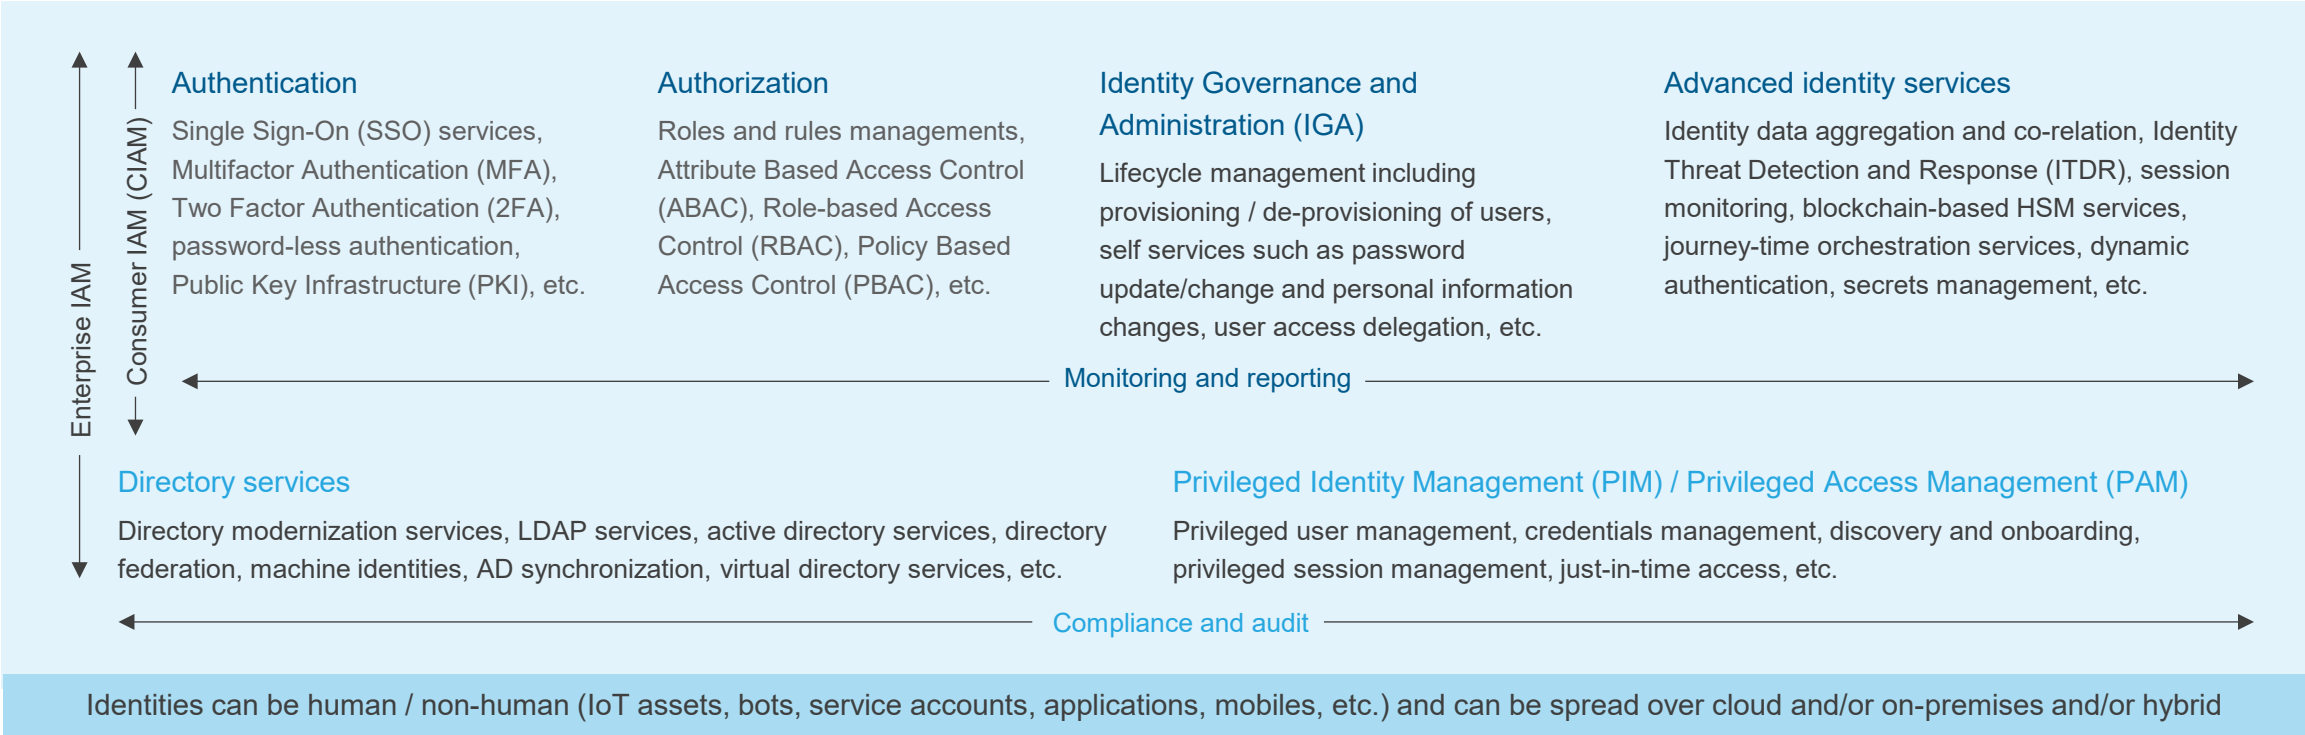 Enterprise IAM
Consumer IAM (CIAM)
Authentication
Single Sign-On (SSO) services,
Multifactor Authentication (MFA),
Two Factor Authentication (2FA),
password-less authentication,
Public Key Infrastructure (PKI), etc.
Authorization
Roles and rules managements,
Attribute Based Access Control
(ABAC), Role-based Access
Control (RBAC), Policy Based
Access Control (PBAC), etc.
Identity Governance and
Administration (IGA)
Lifecycle management including
provisioning / de-provisioning of users,
self services such as password
update/change and personal information
changes, user access delegation, etc.
Advanced identity services
Identity data aggregation and co-relation, Identity
Threat Detection and Response (ITDR), session
monitoring, blockchain-based HSM services,
journey-time orchestration services, dynamic
authentication, secrets management, etc.
Monitoring and reporting
Directory services
Directory modernization services, LDAP services, active directory services, directory
federation, machine identities, AD synchronization, virtual directory services, etc.
Privileged Identity Management (PIM) / Privileged Access Management (PAM)
Privileged user management, credentials management, discovery and onboarding,
privileged session management, just-in-time access, etc.
Compliance and audit
Identities can be human / non-human (IoT assets, bots, service accounts, applications, mobiles, etc.) and can be spread over cloud and/or on-premises and/or hybrid